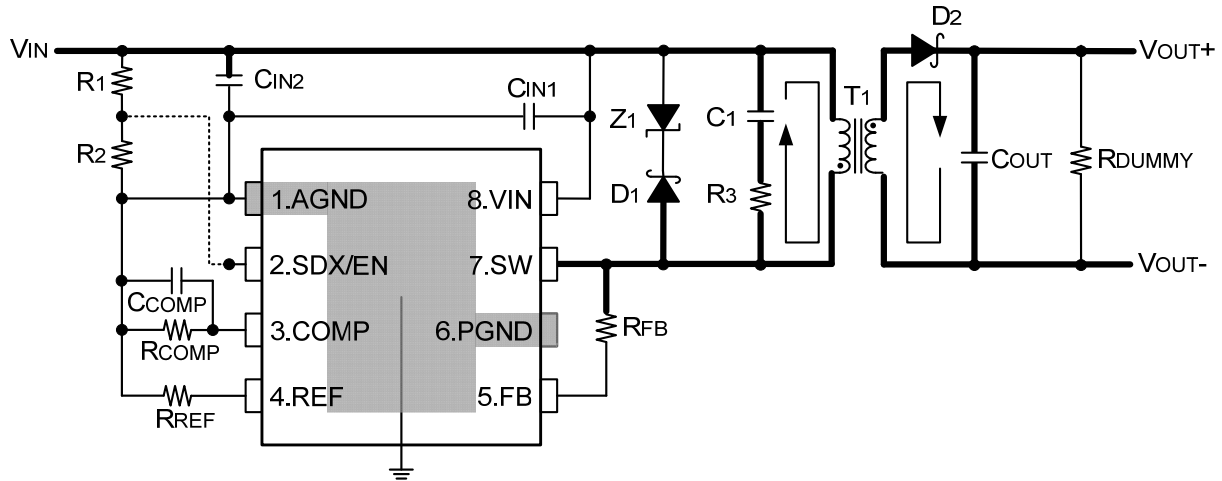 VIN
R1
R2
CIN2
CIN1
Z1
D1
C1
R3
T1
D2
COUT
RDUMMY
VOUT+
VOUT-
1.AGND
2.SDX/EN
3.COMP
4.REF
8.VIN
7.SW
6.PGND
5.FB
CCOMP
RCOMP
RREF
RFB